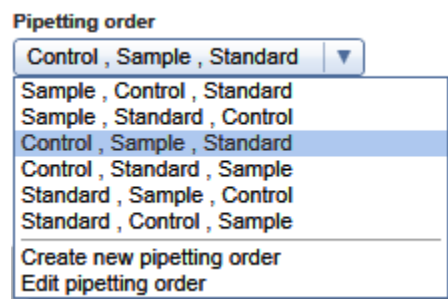 Pipetting order
Control , Sample , Standard
Sample , Control , Standard
Sample , Standard , Control
Control , Sample , Standard
Control , Standard , Sample
Standard , Sample , Control
Standard , Control , Sample
Create new pipetting order
Edit pipetting order